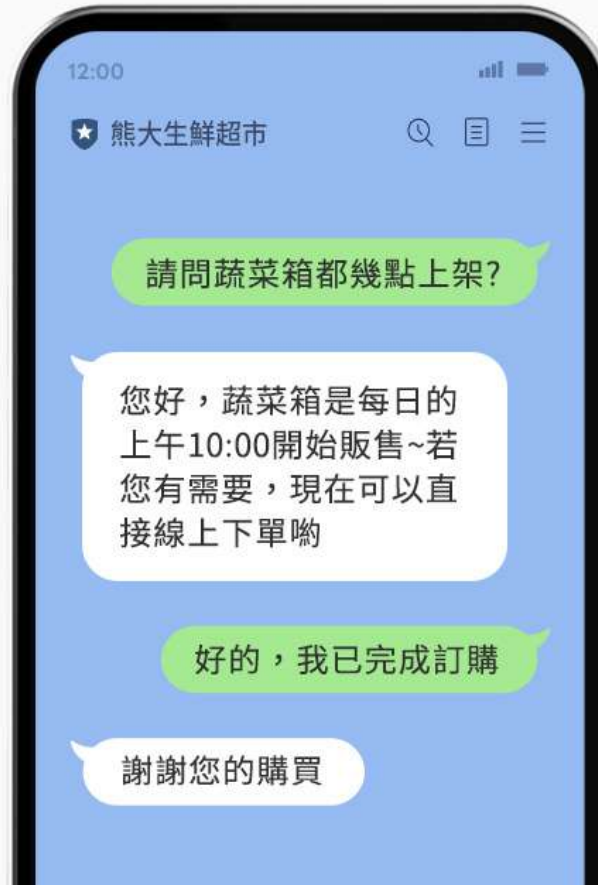 12:00
熊大生鮮超市
請問蔬菜箱都幾點上架?
您好，蔬菜箱是每日的
上午10:00開始販售~若
您有需要，現在可以直
接線上下單喲
好的，我已完成訂購
謝謝您的購買